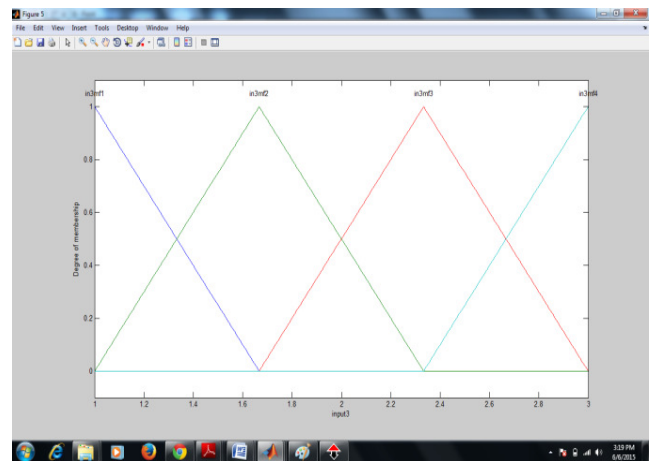 Figure 5
File Edit View Insert Tools Desktop Window Help
in3mf1 in3mf2 in3mf3 in3mf4
1
0.8
0.6
0.4
0.2
0
Degree of membership
1 1.2 1.4 1.6 1.8 2 2.2 2.4 2.6 2.8 3
input3
3:19 PM
6/6/2015